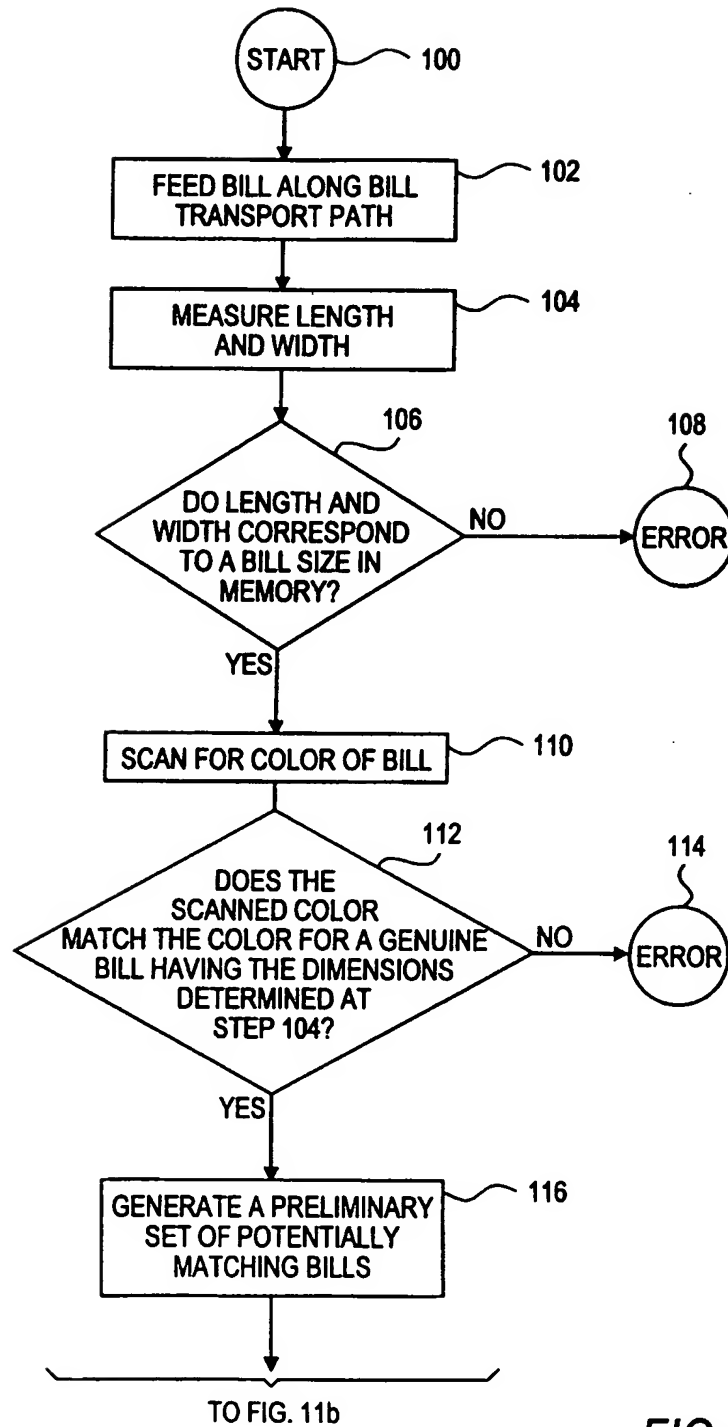 START
100
FEED BILL ALONG BILL
TRANSPORT PATH
102
MEASURE LENGTH
AND WIDTH
104
106
DO LENGTH AND
WIDTH CORRESPOND
TO A BILL SIZE IN
MEMORY?
NO
108
ERROR
YES
SCAN FOR COLOR OF BILL
110
112
DOES THE
SCANNED COLOR
MATCH THE COLOR FOR A GENUINE
BILL HAVING THE DIMENSIONS
DETERMINED AT
STEP 104?
NO
114
ERROR
YES
GENERATE A PRELIMINARY
SET OF POTENTIALLY
MATCHING BILLS
116
TO FIG. 11b